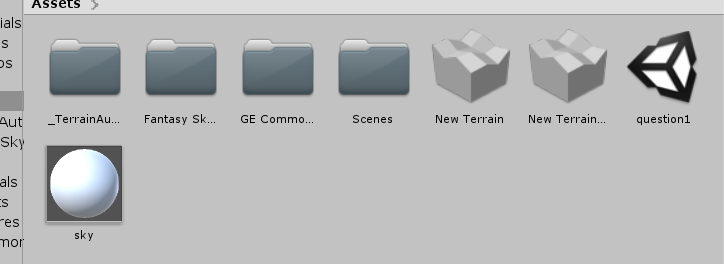 Assets
ials
s
os
_TerrainAu...
Fantasy Sk...
GE Commo...
Scenes
New Terrain
New Terrain...
question1
Aut
Sky
als
ts
res
mor
sky